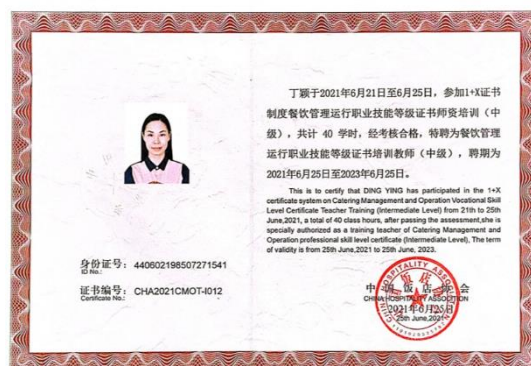 身份证号: 440602198507271541
ID No.:
证书编号: CHA2021CMOT-I012
Certificate No.:
丁颖于2021年6月21日至6月25日，参加1+X证书
制度餐饮管理运行职业技能等级证书师资培训（中
级），共计 40 学时，经考核合格，特聘为餐饮管理
运行职业技能等级证书培训教师（中级），聘期为
2021年6月25日至2023年6月25日。
This is to certify that DING YING has participated in the 1+X
certificate system on Catering Management and Operation Vocational Skill
Level Certificate Teacher Training (Intermediate Level) from 21th to 25th
June,2021, a total of 40 class hours, after passing the assessment,she is
specially authorized as a training teacher of Catering Management and
Operation professional skill level certificate (Intermediate Level), The term
of validity is from 25th June,2021 to 25th June, 2023.
中国饭店协会
CHINA HOSPITALITY ASSOCITION
2021年6月25日
25th June,2021